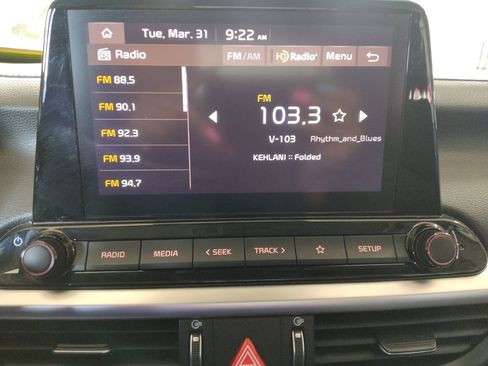 Tue, Mar. 31 9:22 AM
Radio FM/AM HD Radio Menu
FM 88.5
FM 90.1
FM 92.3
FM 93.9
FM 94.7
FM
103.3
V-103 Rhythm_and_Blues
KEHLANI :: Folded
RADIO MEDIA < SEEK TRACK > SETUP